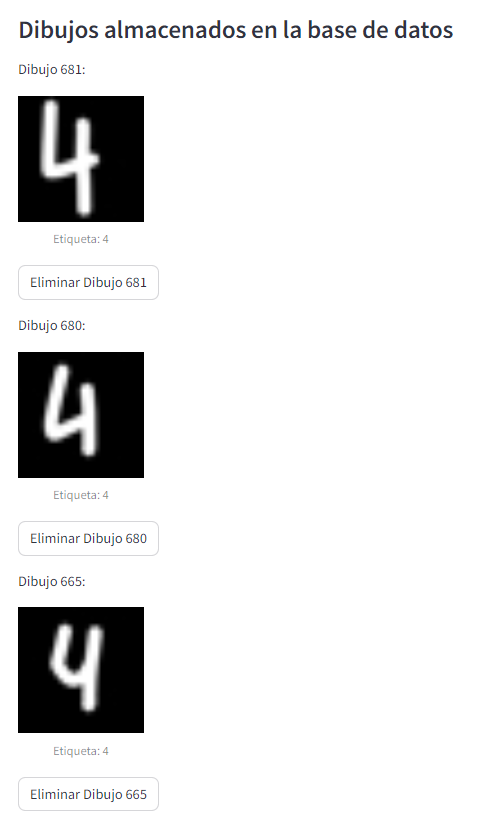 Dibujos almacenados en la base de datos
Dibujo 681:
4
Etiqueta: 4
Eliminar Dibujo 681
Dibujo 680:
4
Etiqueta: 4
Eliminar Dibujo 680
Dibujo 665:
4
Etiqueta: 4
Eliminar Dibujo 665